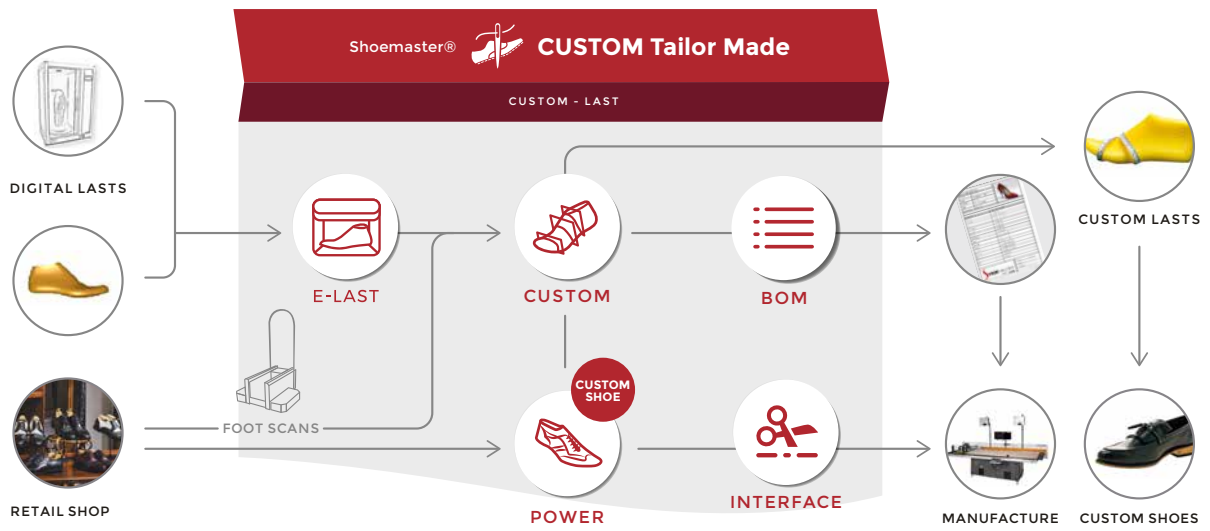 Shoemaster® CUSTOM Tailor Made
CUSTOM - LAST
DIGITAL LASTS
CUSTOM LASTS
E-LAST
CUSTOM
BOM
CUSTOM
SHOE
FOOT SCANS
RETAIL SHOP
POWER
INTERFACE
MANUFACTURE
CUSTOM SHOES